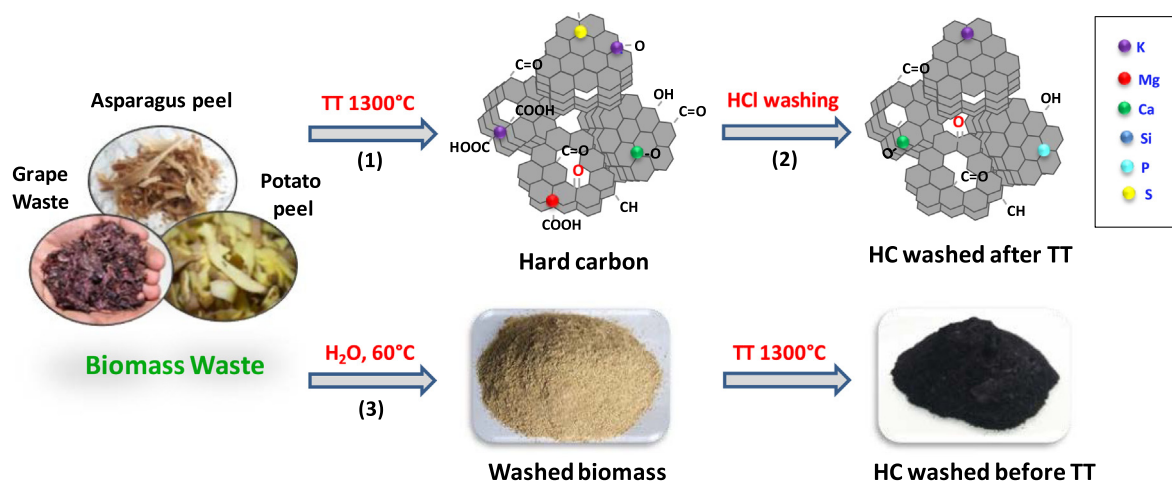 Asparagus peel
Grape
Waste
Potato
peel
Biomass Waste
TT 1300°C
(1)
S
K
O
C=O
COOH
HOOC
C=O
O
COOH
OH
C=O
-O
CH
Hard carbon
HCl washing
(2)
C=O
O
O-
C=O
OH
CH
HC washed after TT
K
Mg
Ca
Si
P
S
H₂O, 60°C
(3)
Washed biomass
TT 1300°C
HC washed before TT